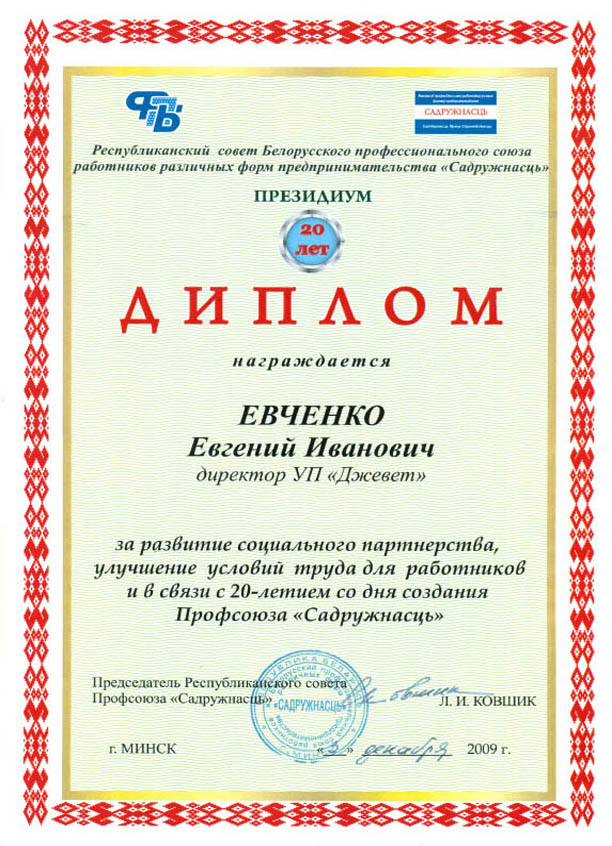 ФПБ
САДРУЖНАСЦЬ
Республиканский совет Белорусского профессионального союза
работников различных форм предпринимательства «Садружнасць»
ПРЕЗИДИУМ
20
лет
ДИПЛОМ
награждается
ЕВЧЕНКО
Евгений Иванович
директор УП «Джевет»
за развитие социального партнерства,
улучшение условий труда для работников
и в связи с 20-летием со дня создания
Профсоюза «Садружнасць»
Председатель Республиканского совета
Профсоюза «Садружнасць»
Л. И. КОВШИК
«САДРУЖНАСЦЬ»
г. МИНСК
«3» декабря 2009 г.